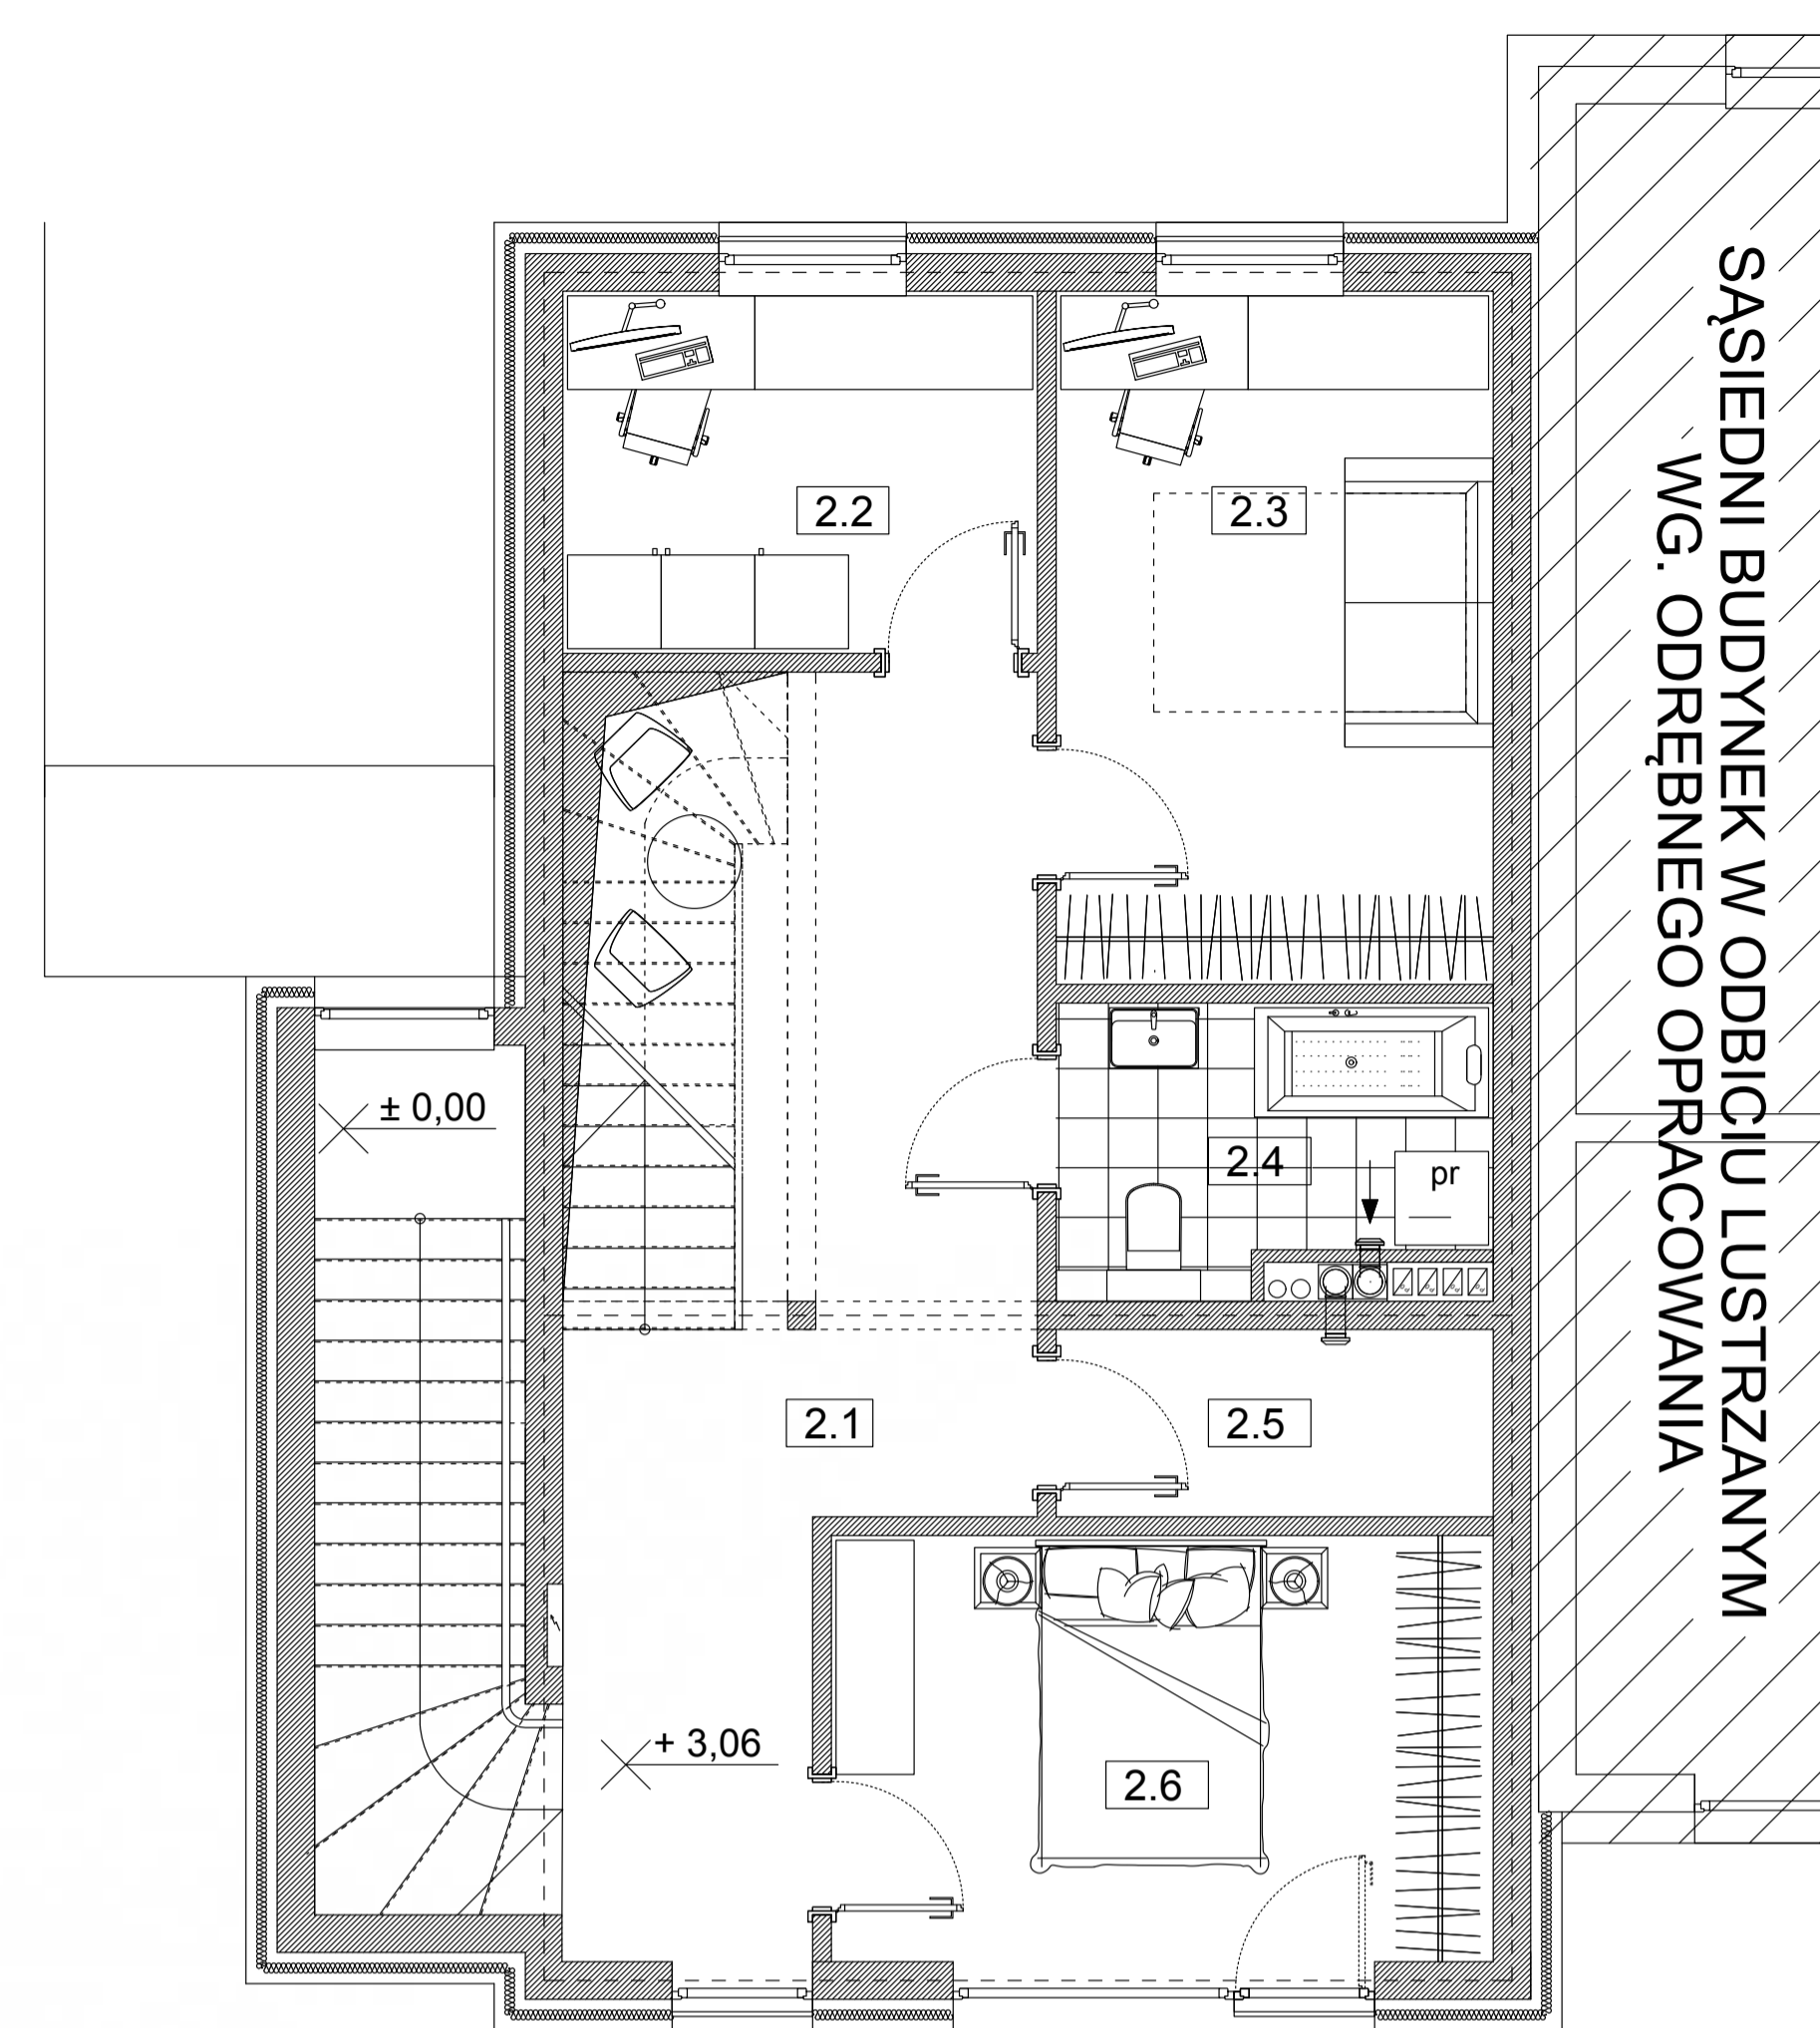 2.2
2.3
± 0,00
2.4
pr
2.1
2.5
+ 3,06
2.6
SĄSIEDNI BUDYNEK W ODBICIU LUSTRZANYM
WG. ODRĘBNEGO OPRACOWANIA